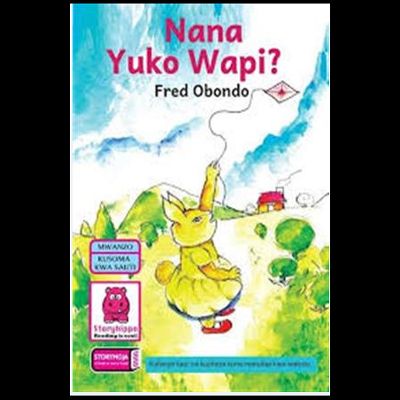 Nana
Yuko Wapi?
Fred Obondo
MWANZO
KUSOMA
KWA SAUTI
Storyhippo
Reading is cool!
STORYMOJA